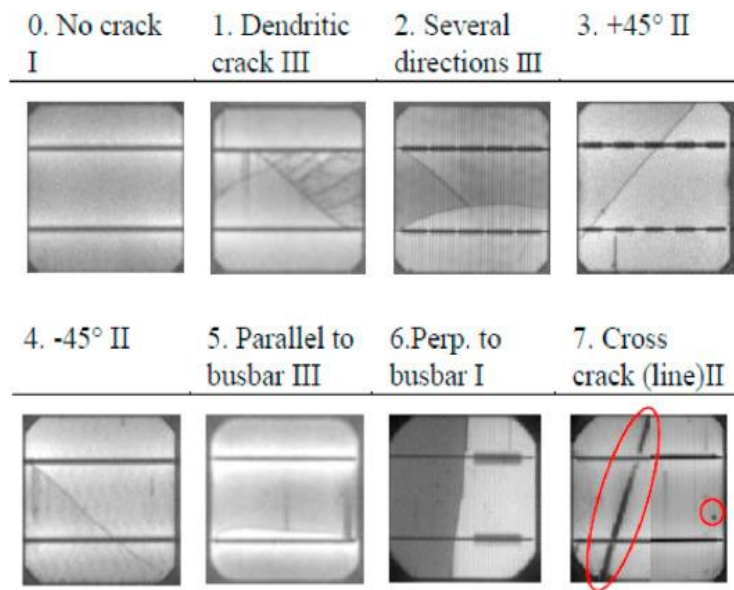 0. No crack
I
1. Dendritic
crack III
2. Several
directions III
3. +45° II
4. -45° II
5. Parallel to
busbar III
6.Perp. to
busbar I
7. Cross
crack (line)II